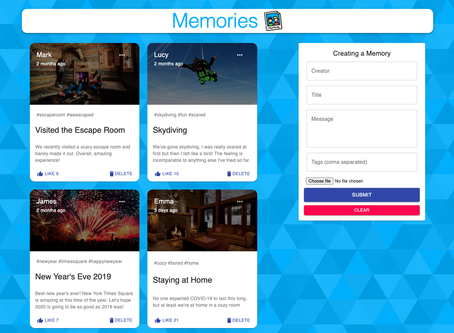 Memories
Mark
2 months ago
#escaperoom #weescaped
Visited the Escape Room
We recently visited a scary escape room and
barely made it out. Overall, amazing
experience!
LIKE 9
DELETE
Lucy
2 months ago
#skydiving #fun #scared
Skydiving
We've gone skydiving, I was really scared at
first but then I felt like a bird! The feeling is
incomparable to anything else I've tried so far.
LIKE 10
DELETE
James
2 months ago
#newyear #timessquare #happynewyear
New Year's Eve 2019
Best new year's ever! New York Times Square
is amazing at this time of the year. Let's hope
2020 is going to be as good as 2019 was!
LIKE 7
DELETE
Emma
3 days ago
#cozy #bored #home
Staying at Home
No one expected COVID-19 to last this long,
but at least we're at home in a cozy room
LIKE 21
DELETE
Creating a Memory
Creator
Title
Message
Tags (coma separated)
Choose file No file chosen
SUBMIT
CLEAR